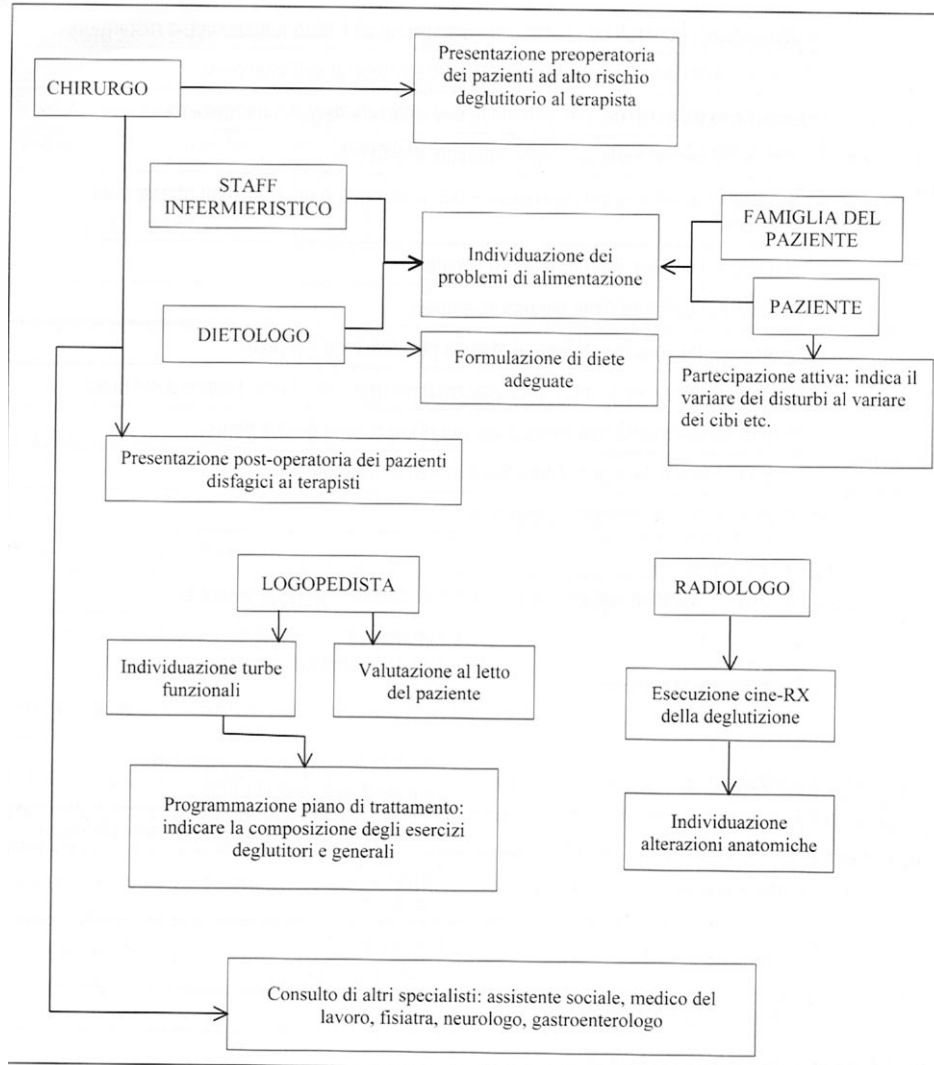 Presentazione preoperatoria
dei pazienti ad alto rischio
deglutitorio al terapista
CHIRURGO
STAFF
INFERMIERISTICO
FAMIGLIA DEL
PAZIENTE
Individuazione dei
problemi di alimentazione
PAZIENTE
DIETOLOGO
Formulazione di diete
adeguate
Partecipazione attiva: indica il
variare dei disturbi al variare
dei cibi etc.
Presentazione post-operatoria dei pazienti
disfagici ai terapisti
LOGOPEDISTA
RADIOLOGO
Individuazione turbe
funzionali
Valutazione al letto
del paziente
Esecuzione cine-RX
della deglutizione
Programmazione piano di trattamento:
indicare la composizione degli esercizi
deglutitori e generali
Individuazione
alterazioni anatomiche
Consulto di altri specialisti: assistente sociale, medico del
lavoro, fisiatra, neurologo, gastroenterologo